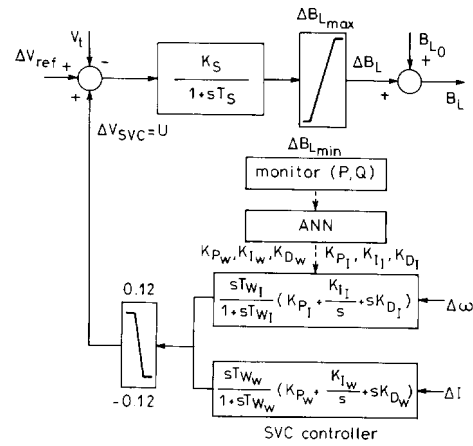 ΔB_Lmax
V_t
-
ΔV_ref + +
K_S
1+sT_S
ΔB_L
+
B_L0
+
B_L
ΔV_SVC=U
ΔB_Lmin
monitor (P,Q)
ANN
K_Pw, K_Iw, K_Dw K_PI, K_II, K_DI
0.12
-0.12
sT_WI
1+sT_WI
(K_PI + K_II/s + sK_DI)
Δω
sT_Ww
1+sT_Ww
(K_Pw + K_Iw/s + sK_Dw)
ΔI
SVC controller